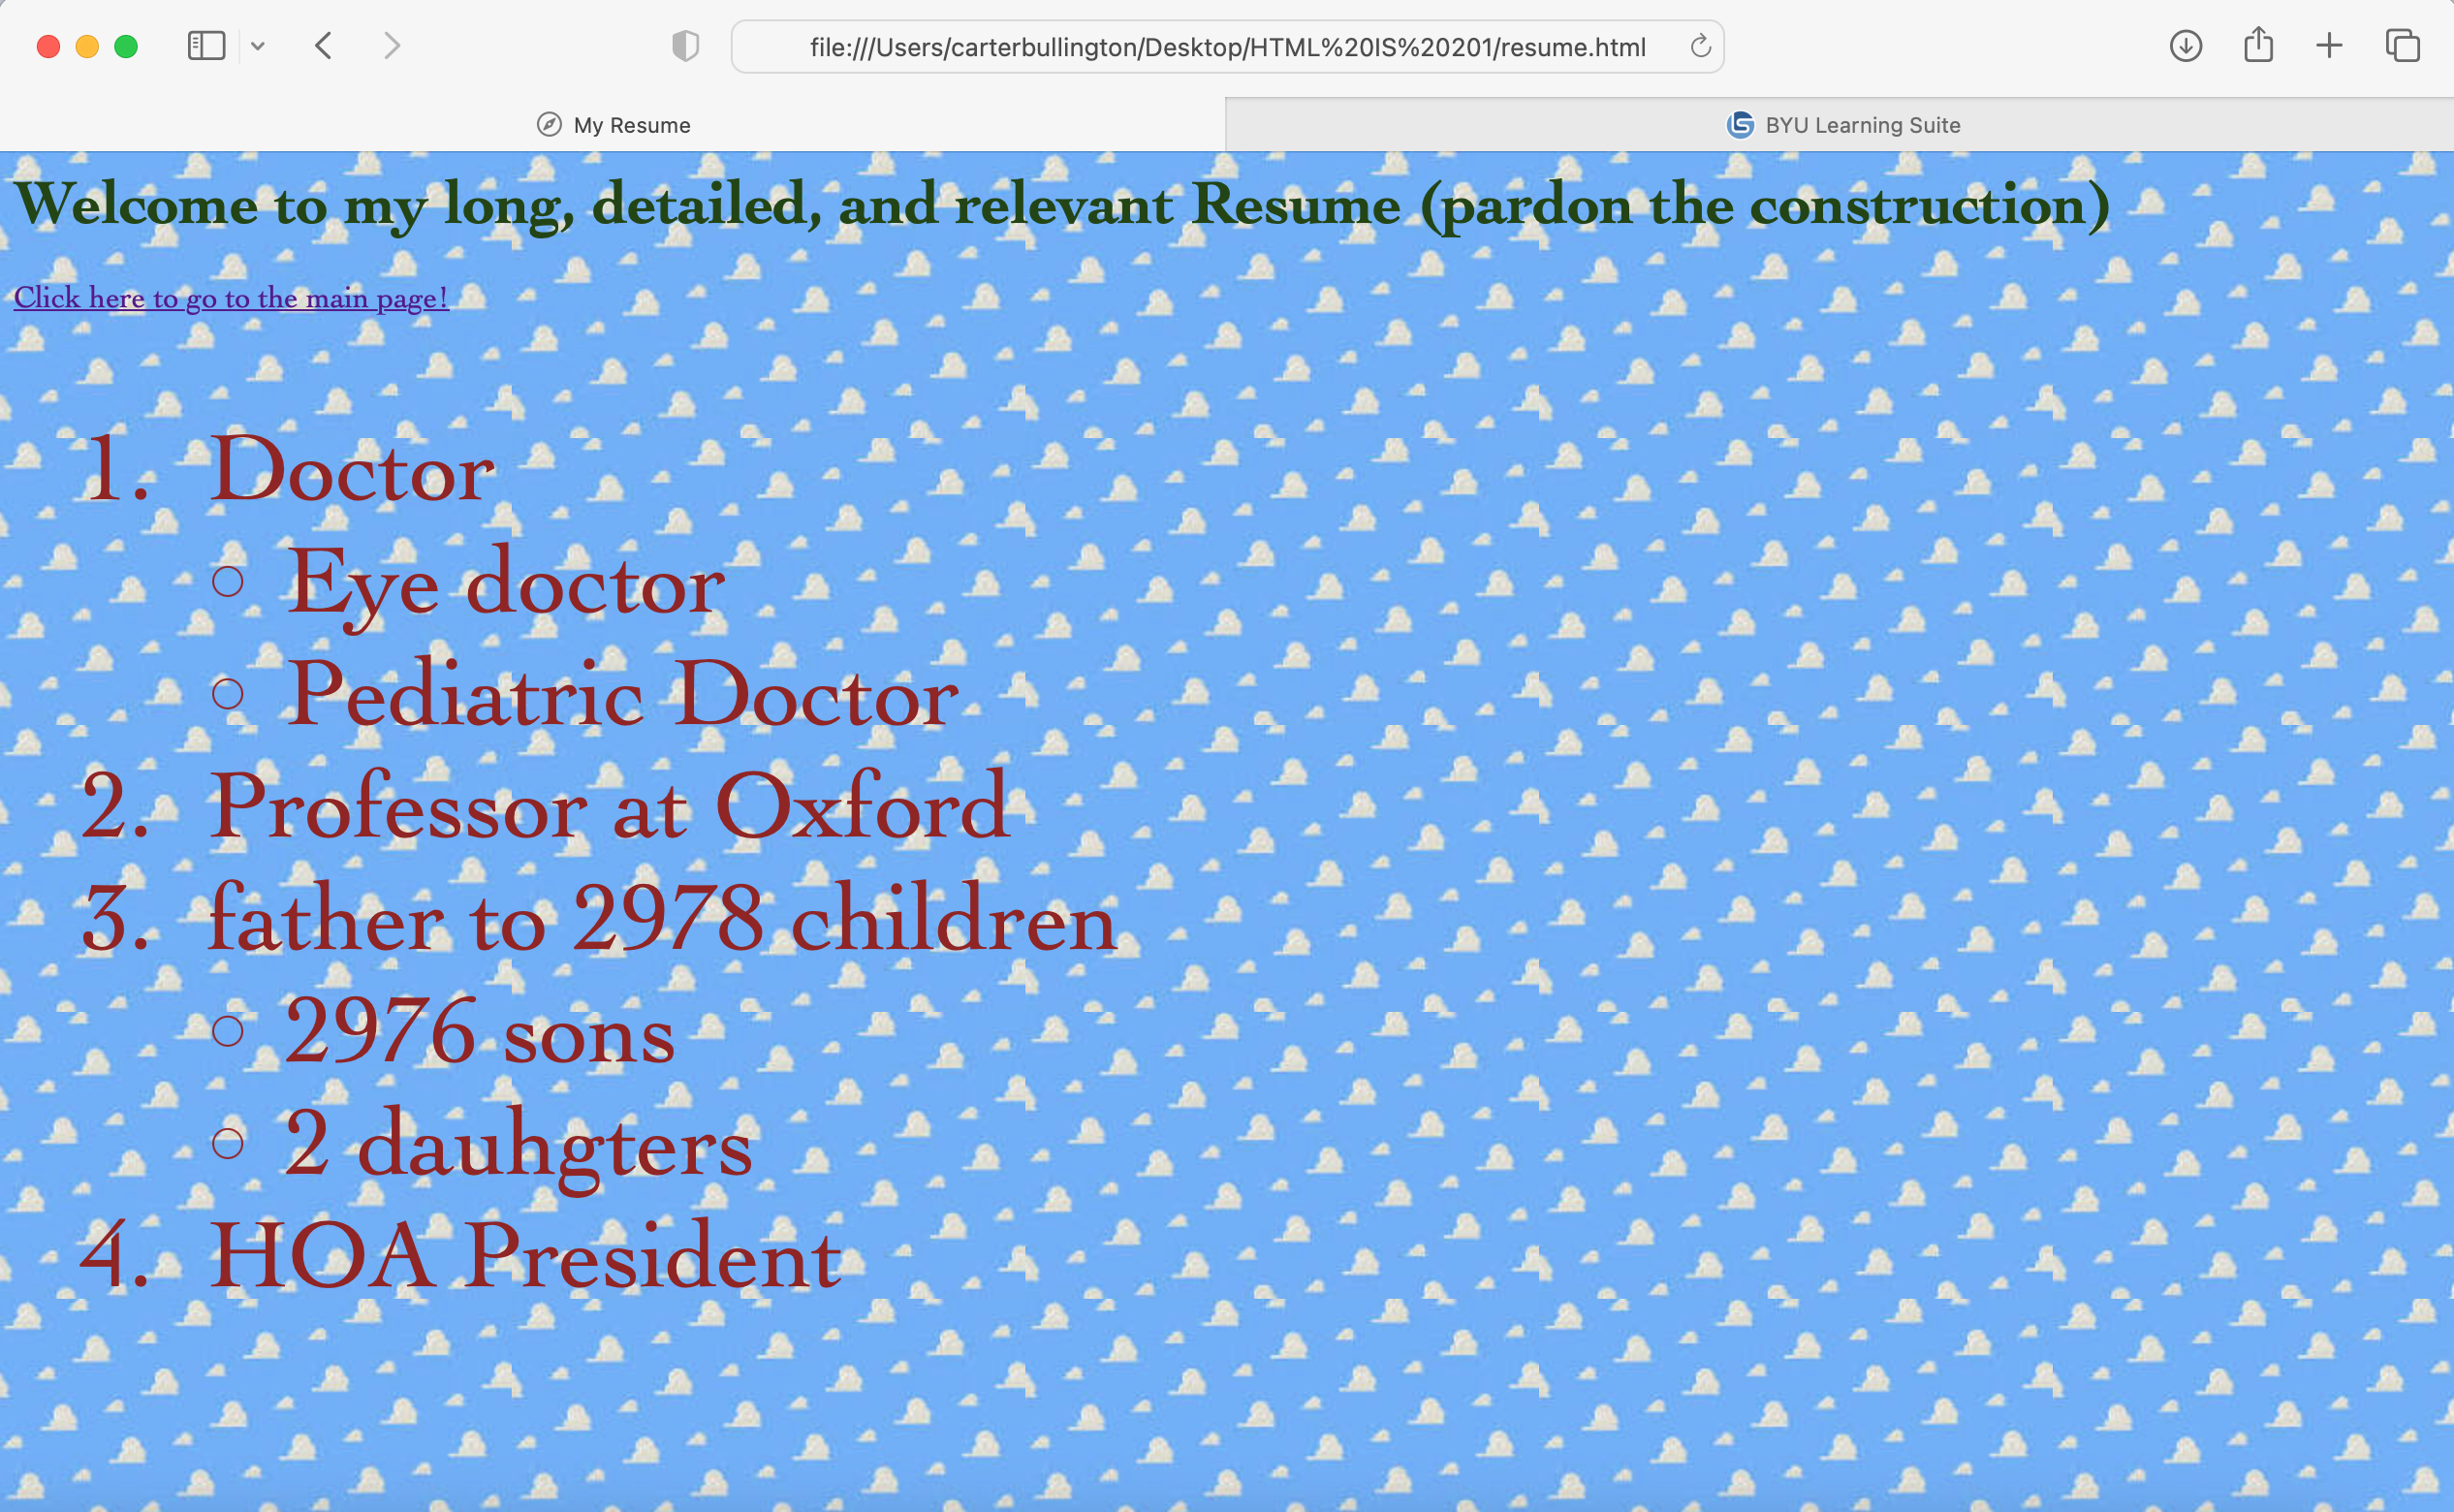 file:///Users/carterbullington/Desktop/HTML%20IS%20201/resume.html
My Resume
BYU Learning Suite
Welcome to my long, detailed, and relevant Resume (pardon the construction)
Click here to go to the main page!
1. Doctor
○ Eye doctor
○ Pediatric Doctor
2. Professor at Oxford
3. father to 2978 children
○ 2976 sons
○ 2 dauhgters
4. HOA President